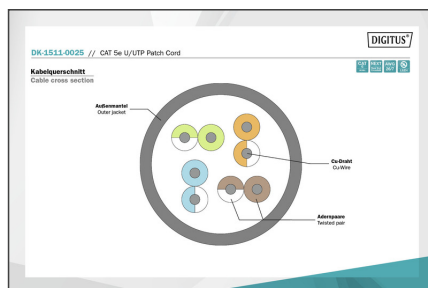 DIGITUS®
DK-1511-0025 // CAT 5e U/UTP Patch Cord
Kabelquerschnitt
Cable cross section
Außenmantel
Outer jacket
Cu-Draht
Cu-Wire
Adernpaare
Twisted pair